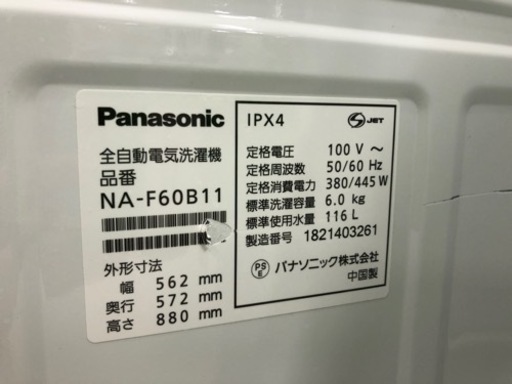 Panasonic
全自動電気洗濯機
品番
NA-F60B11
外形寸法
幅 562 mm
奥行 572 mm
高さ 880 mm
IPX4
S JET
定格電圧 100 V ～
定格周波数 50/60 Hz
定格消費電力 380/445 W
標準洗濯容量 6.0 kg
標準使用水量 116 L
製造番号 1821403261
PS
E
パナソニック株式会社
中国製